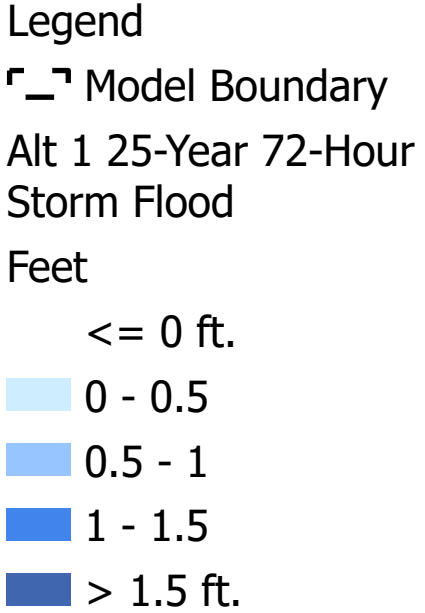 Legend
Model Boundary
Alt 1 25-Year 72-Hour
Storm Flood
Feet
<= 0 ft.
0 - 0.5
0.5 - 1
1 - 1.5
> 1.5 ft.